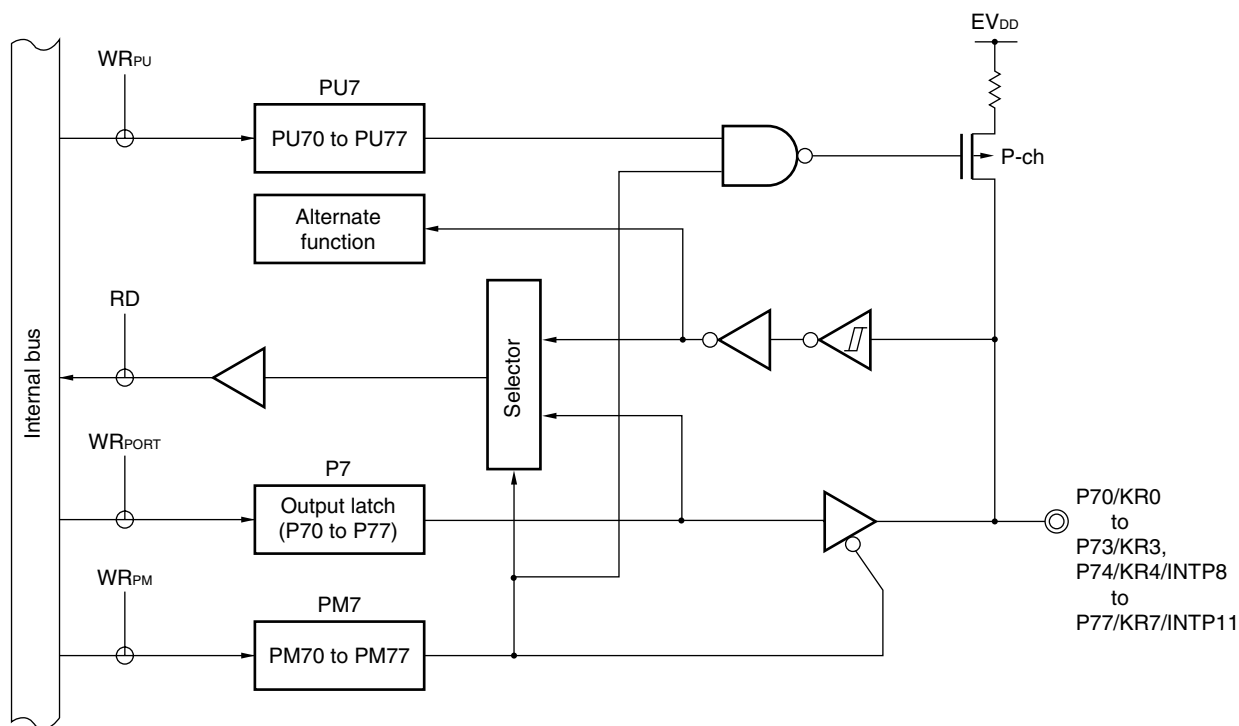 EVDD
WRPU
PU7
PU70 to PU77
P-ch
Alternate
function
RD
Selector
Internal bus
WRPORT
P7
Output latch
(P70 to P77)
P70/KR0
to
P73/KR3,
P74/KR4/INTP8
to
P77/KR7/INTP11
WRPM
PM7
PM70 to PM77